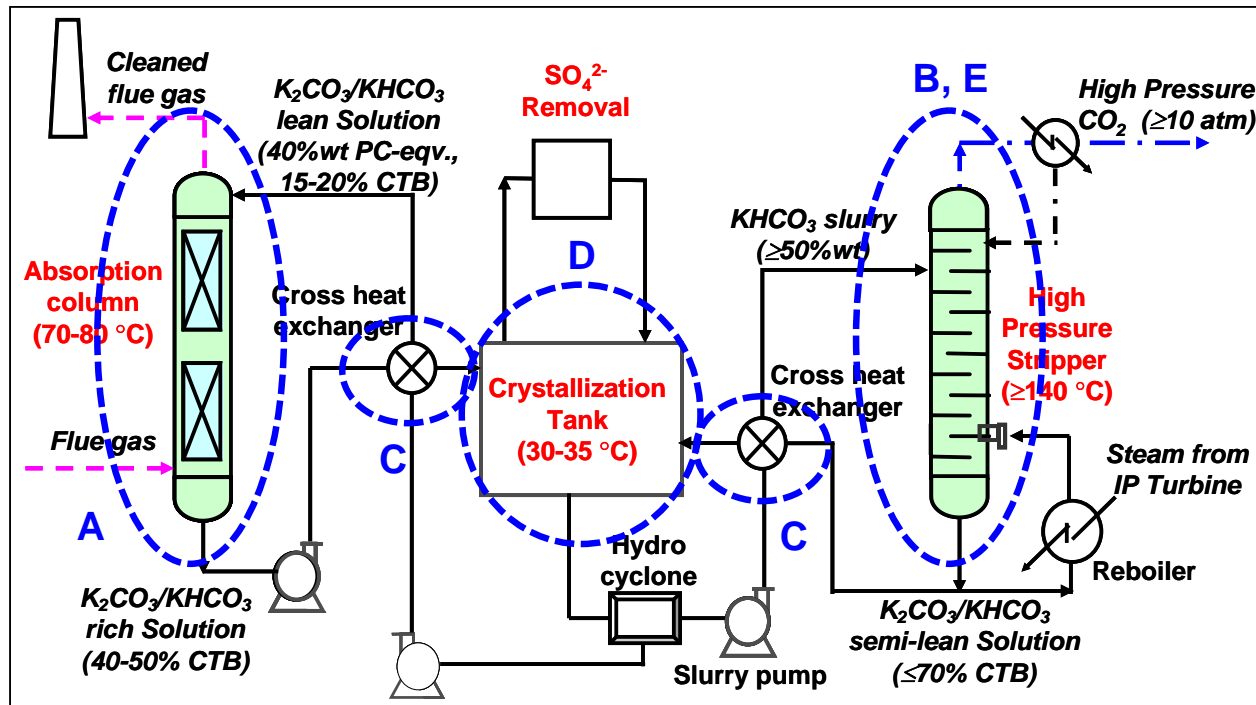 Cleaned
flue gas
K₂CO₃/KHCO₃
lean Solution
(40%wt PC-eqv.,
15-20% CTB)
SO₄²⁻
Removal
B, E
High Pressure
CO₂ (≥10 atm)
KHCO₃ slurry
(≥50%wt)
D
Absorption
column
(70-80 °C)
Cross heat
exchanger
High
Pressure
Stripper
(≥140 °C)
Crystallization
Tank
(30-35 °C)
Cross heat
exchanger
Flue gas
C
A
C
Steam from
IP Turbine
Hydro
cyclone
Reboiler
K₂CO₃/KHCO₃
rich Solution
(40-50% CTB)
Slurry pump
K₂CO₃/KHCO₃
semi-lean Solution
(≤70% CTB)